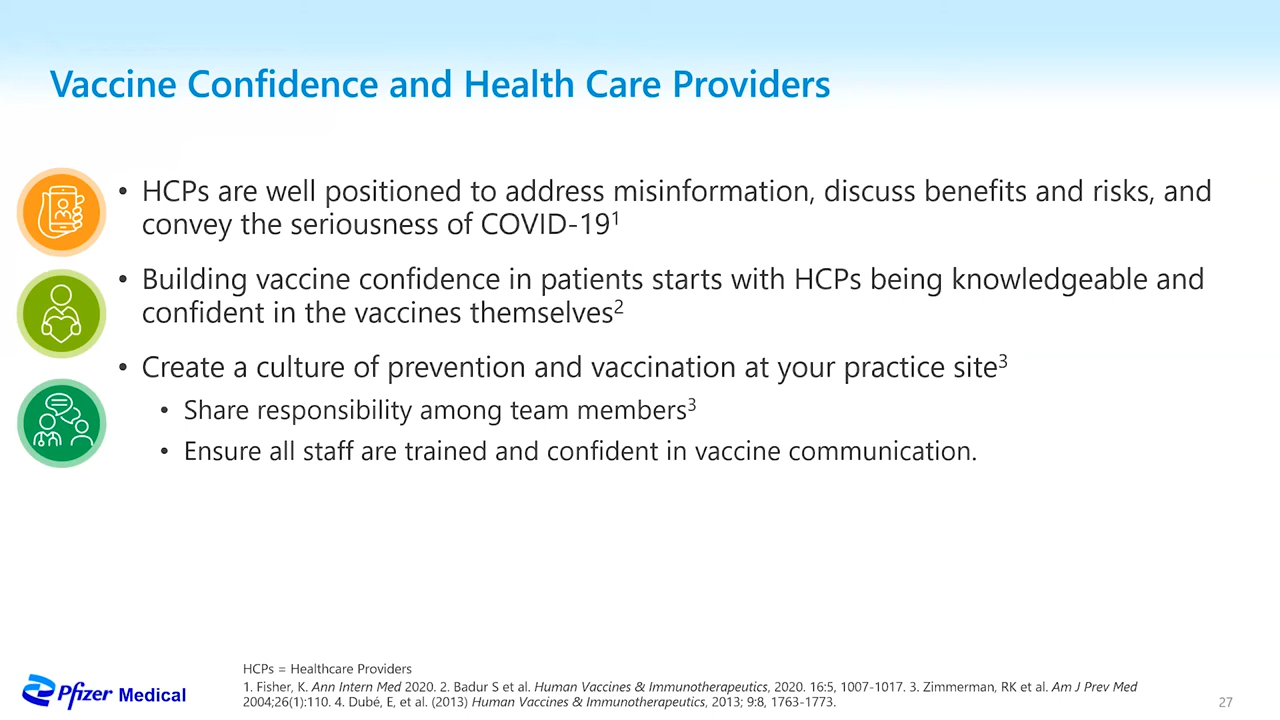 Vaccine Confidence and Health Care Providers
• HCPs are well positioned to address misinformation, discuss benefits and risks, and
convey the seriousness of COVID-19¹
• Building vaccine confidence in patients starts with HCPs being knowledgeable and
confident in the vaccines themselves²
• Create a culture of prevention and vaccination at your practice site³
• Share responsibility among team members³
• Ensure all staff are trained and confident in vaccine communication.
HCPs = Healthcare Providers
1. Fisher, K. Ann Intern Med 2020. 2. Badur S et al. Human Vaccines & Immunotherapeutics, 2020. 16:5, 1007-1017. 3. Zimmerman, RK et al. Am J Prev Med
2004;26(1):110. 4. Dubé, E, et al. (2013) Human Vaccines & Immunotherapeutics, 2013; 9:8, 1763-1773.
Pfizer Medical
27